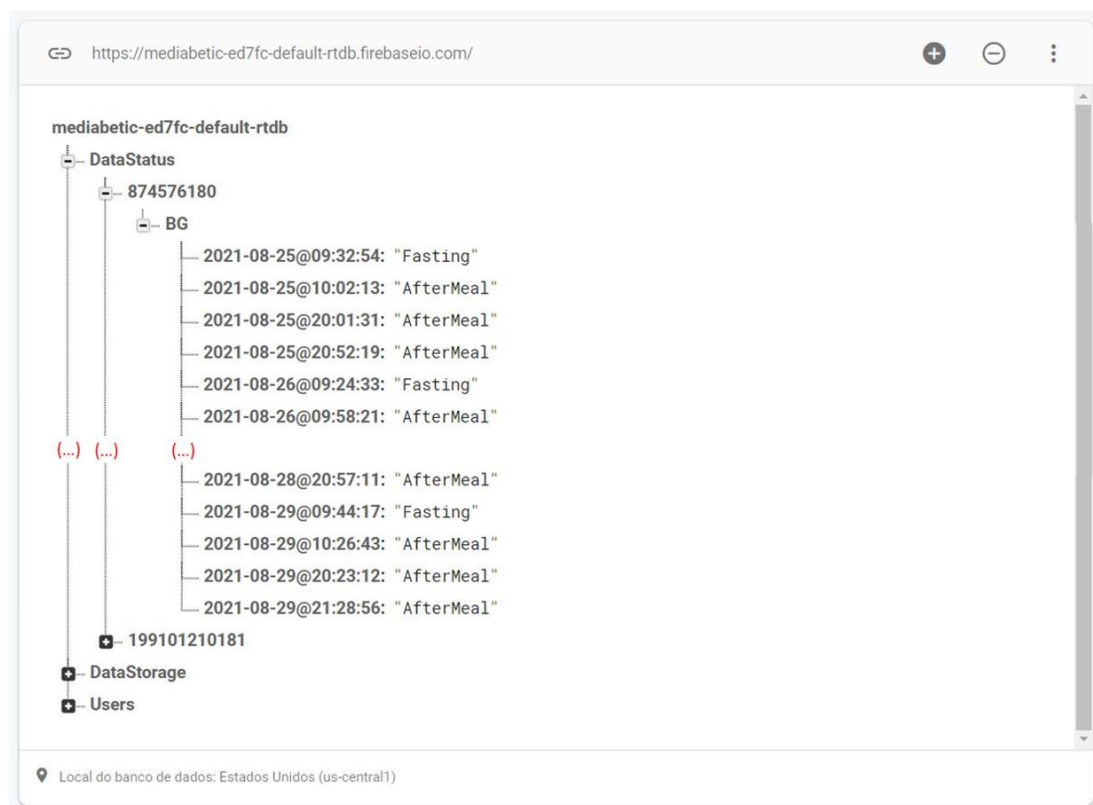 https://mediabetic-ed7fc-default-rtdb.firebaseio.com/
mediabetic-ed7fc-default-rtdb
DataStatus
874576180
BG
2021-08-25@09:32:54: "Fasting"
2021-08-25@10:02:13: "AfterMeal"
2021-08-25@20:01:31: "AfterMeal"
2021-08-25@20:52:19: "AfterMeal"
2021-08-26@09:24:33: "Fasting"
2021-08-26@09:58:21: "AfterMeal"
(...) (...) (...)
2021-08-28@20:57:11: "AfterMeal"
2021-08-29@09:44:17: "Fasting"
2021-08-29@10:26:43: "AfterMeal"
2021-08-29@20:23:12: "AfterMeal"
2021-08-29@21:28:56: "AfterMeal"
199101210181
DataStorage
Users
Local do banco de dados: Estados Unidos (us-central1)